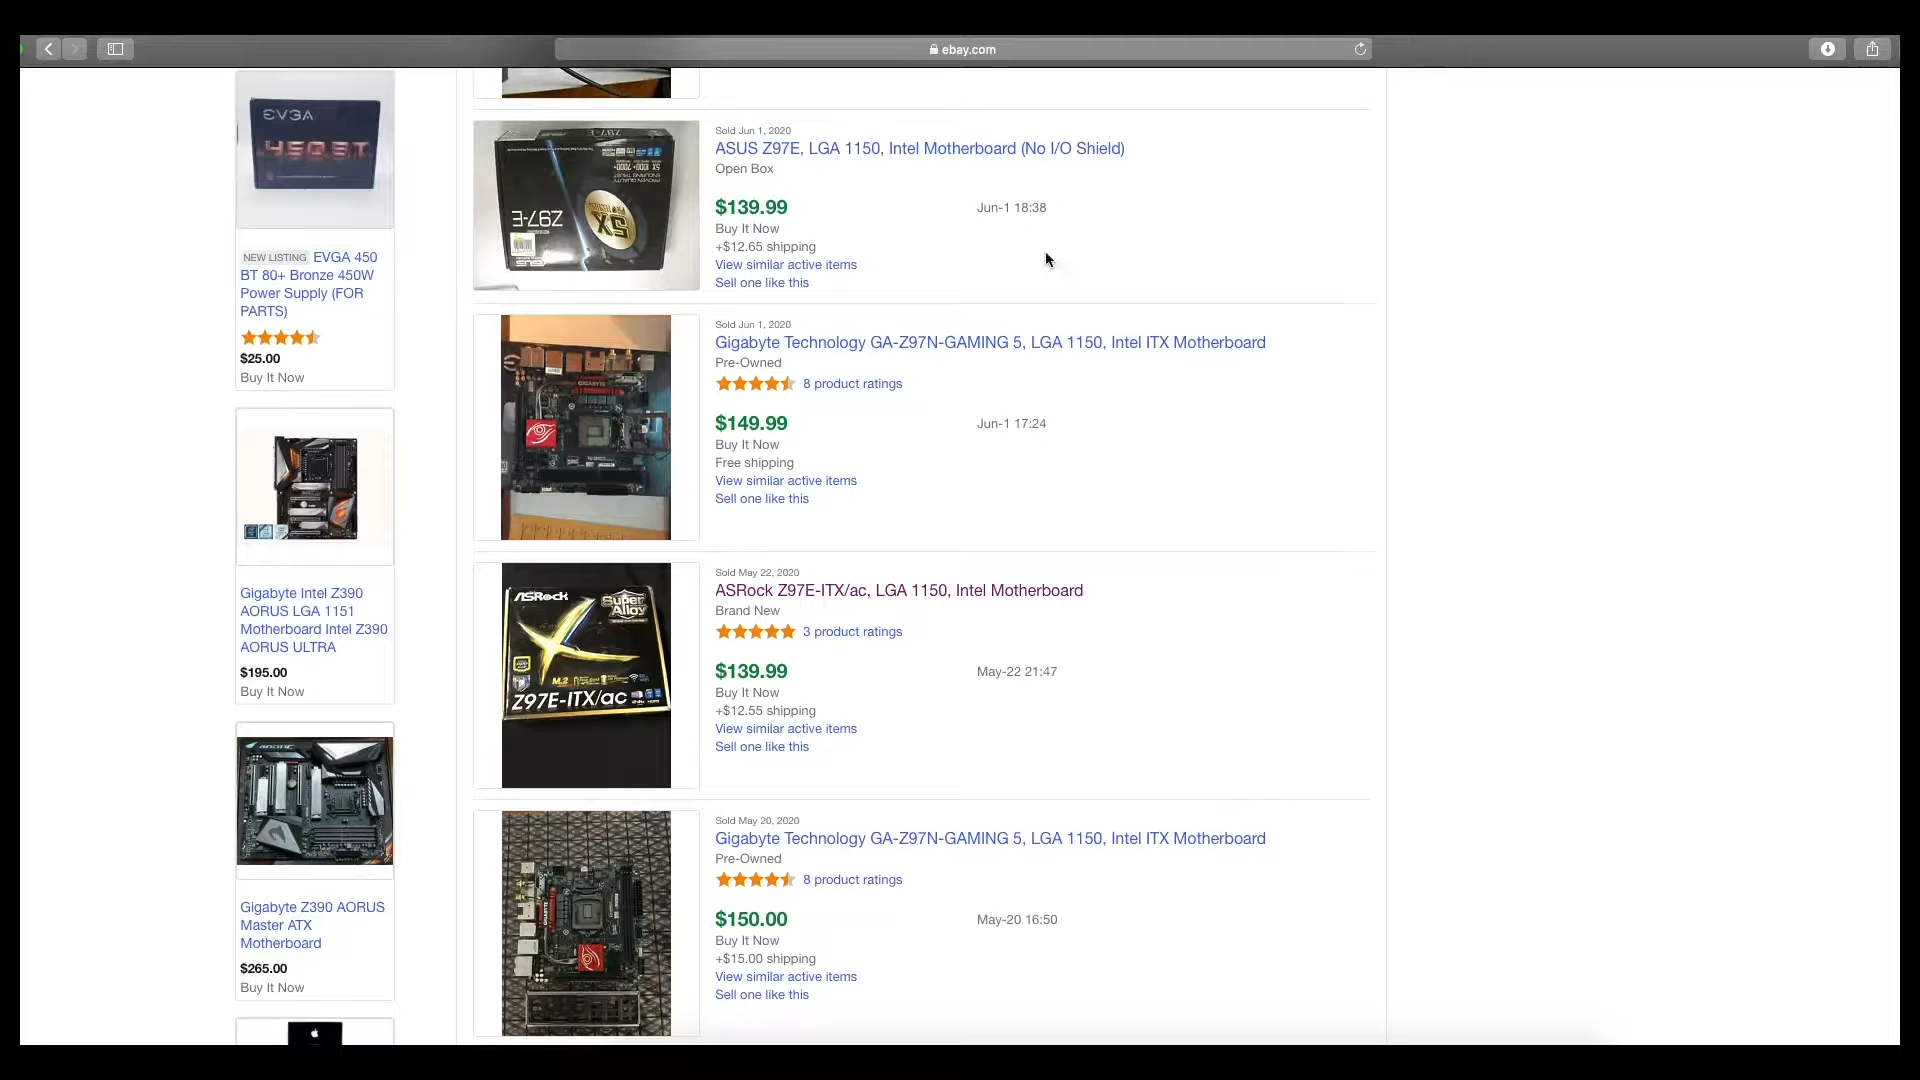 ebay.com
EVGA
450 BT
NEW LISTING EVGA 450
BT 80+ Bronze 450W
Power Supply (FOR
PARTS)
$25.00
Buy It Now
Gigabyte Intel Z390
AORUS LGA 1151
Motherboard Intel Z390
AORUS ULTRA
$195.00
Buy It Now
Gigabyte Z390 AORUS
Master ATX
Motherboard
$265.00
Buy It Now
Z97-E
5X
ASUS
Sold Jun 1, 2020
ASUS Z97E, LGA 1150, Intel Motherboard (No I/O Shield)
Open Box
$139.99
Jun-1 18:38
Buy It Now
+$12.65 shipping
View similar active items
Sell one like this
Sold Jun 1, 2020
Gigabyte Technology GA-Z97N-GAMING 5, LGA 1150, Intel ITX Motherboard
Pre-Owned
8 product ratings
$149.99
Jun-1 17:24
Buy It Now
Free shipping
View similar active items
Sell one like this
ASRock
Super
Alloy
M.2
Z97E-ITX/ac
Sold May 22, 2020
ASRock Z97E-ITX/ac, LGA 1150, Intel Motherboard
Brand New
3 product ratings
$139.99
May-22 21:47
Buy It Now
+$12.55 shipping
View similar active items
Sell one like this
Sold May 20, 2020
Gigabyte Technology GA-Z97N-GAMING 5, LGA 1150, Intel ITX Motherboard
Pre-Owned
8 product ratings
$150.00
May-20 16:50
Buy It Now
+$15.00 shipping
View similar active items
Sell one like this